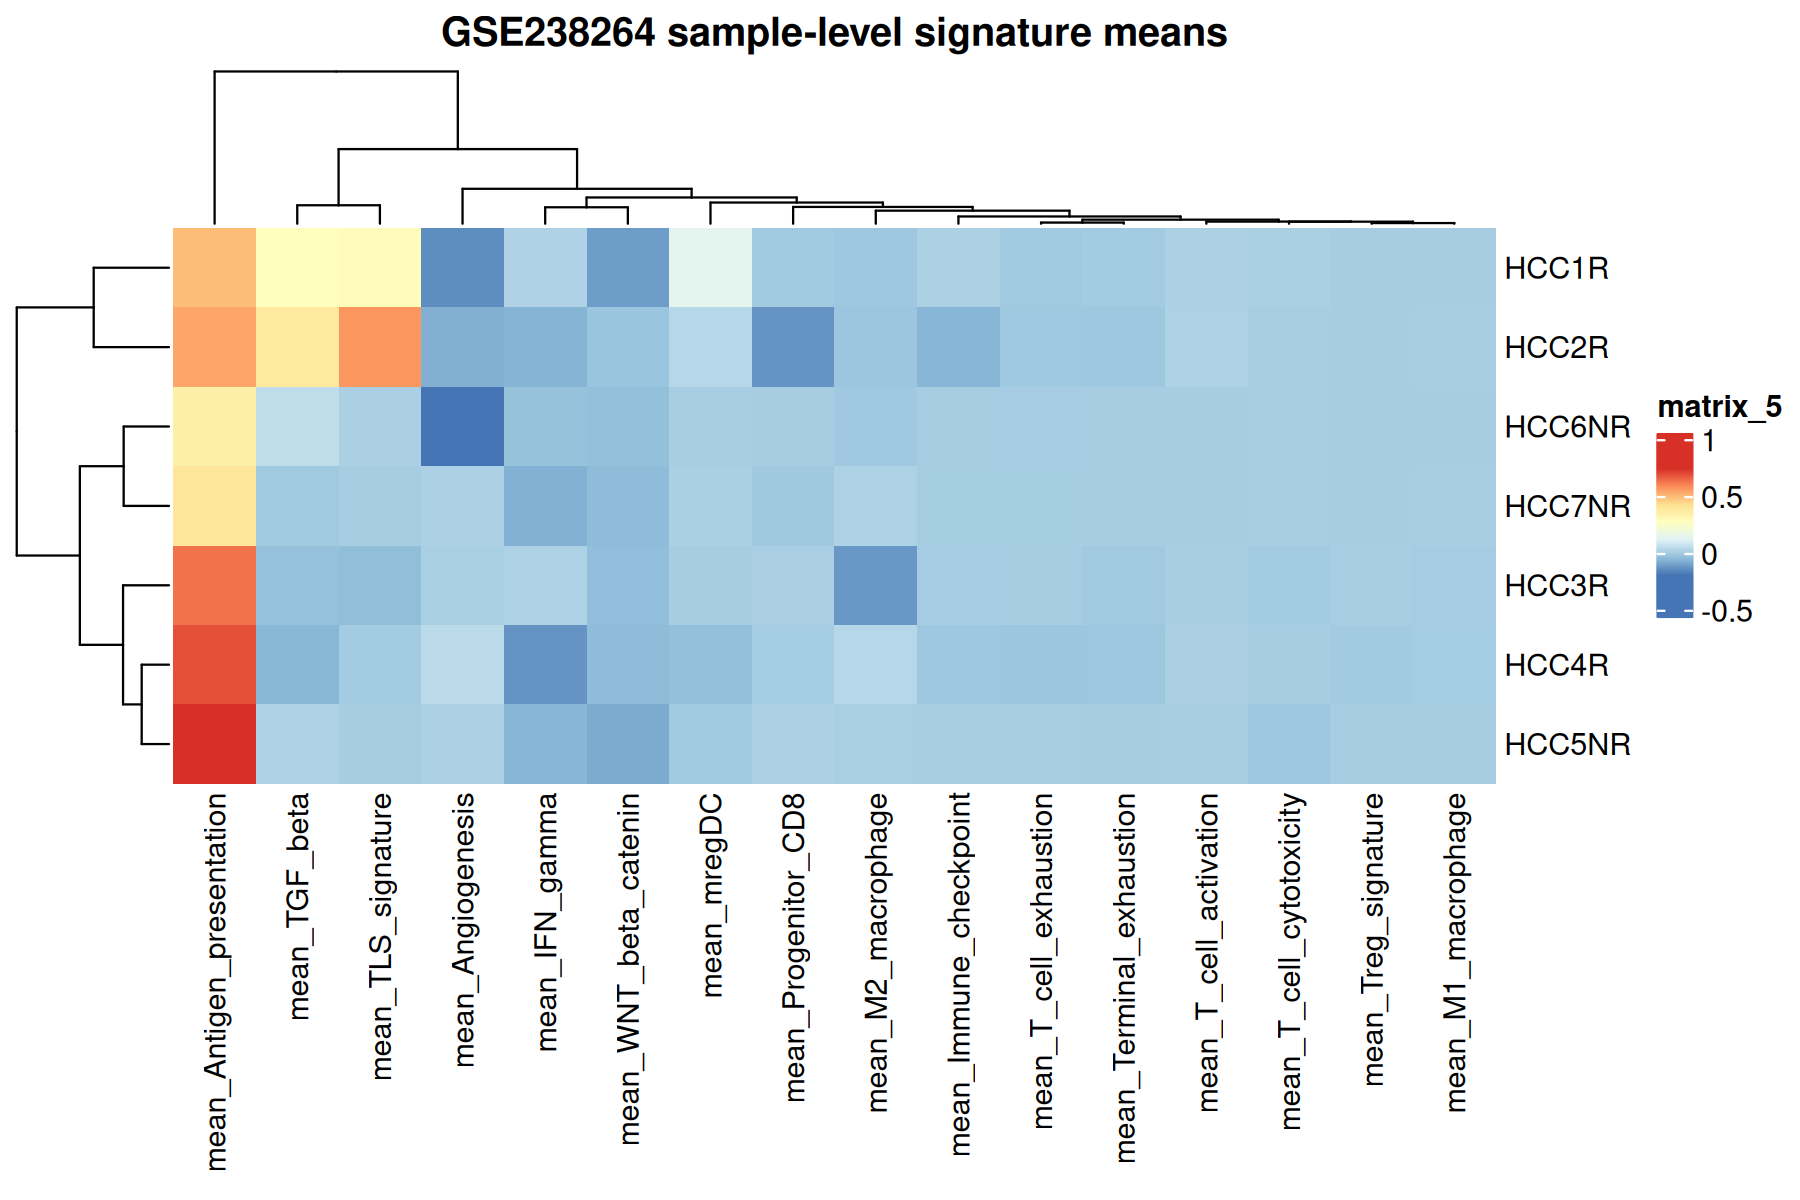 GSE238264 sample-level signature means
HCC1R
HCC2R
HCC6NR
HCC7NR
HCC3R
HCC4R
HCC5NR
matrix_5
1
0.5
0
-0.5
mean_Antigen_presentation
mean_TGF_beta
mean_TLS_signature
mean_Angiogenesis
mean_IFN_gamma
mean_WNT_beta_catenin
mean_mregDC
mean_Progenitor_CD8
mean_M2_macrophage
mean_Immune_checkpoint
mean_T_cell_exhaustion
mean_Terminal_exhaustion
mean_T_cell_activation
mean_T_cell_cytotoxicity
mean_Treg_signature
mean_M1_macrophage